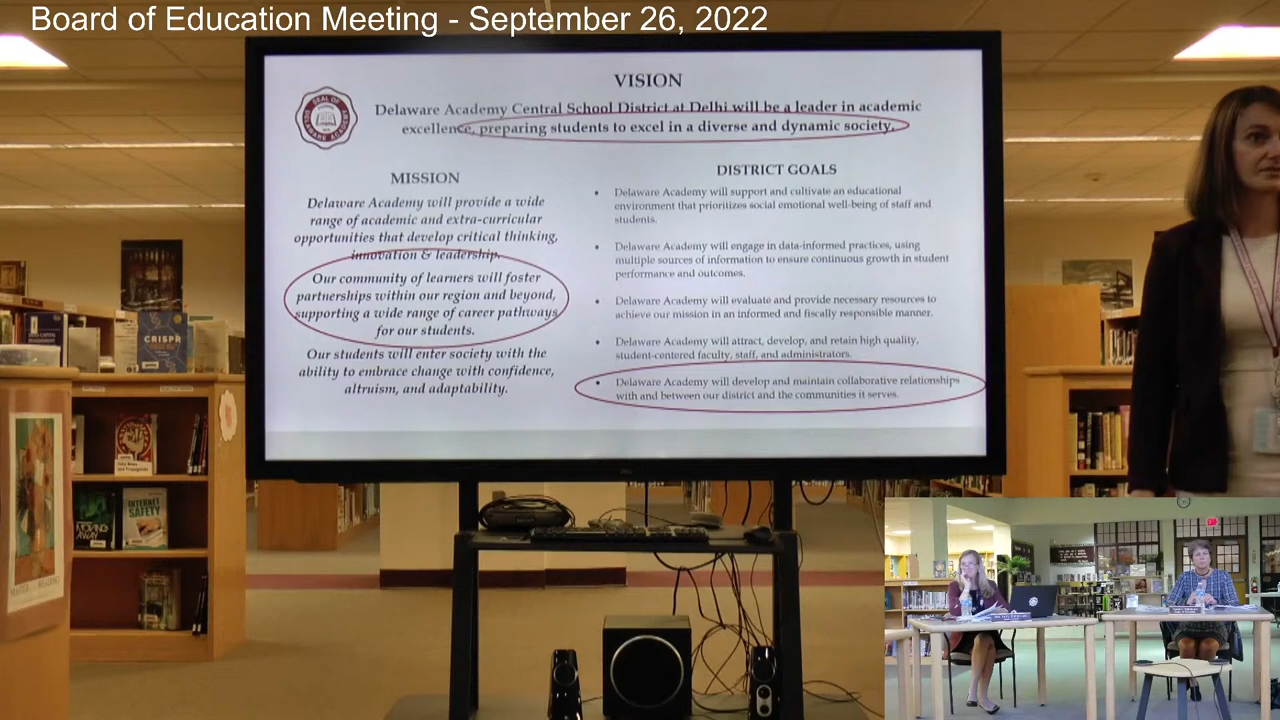 Board of Education Meeting - September 26, 2022
VISION
Delaware Academy Central School District at Delhi will be a leader in academic
excellence, preparing students to excel in a diverse and dynamic society.
MISSION
Delaware Academy will provide a wide
range of academic and extra-curricular
opportunities that develop critical thinking,
innovation & leadership.
Our community of learners will foster
partnerships within our region and beyond,
supporting a wide range of career pathways
for our students.
Our students will enter society with the
ability to embrace change with confidence,
altruism, and adaptability.
DISTRICT GOALS
• Delaware Academy will support and cultivate an educational
environment that prioritizes social emotional well-being of staff and
students.
• Delaware Academy will engage in data-informed practices, using
multiple sources of information to ensure continuous growth in student
performance and outcomes.
• Delaware Academy will evaluate and provide necessary resources to
achieve our mission in an informed and fiscally responsible manner.
• Delaware Academy will attract, develop, and retain high quality,
student-centered faculty, staff, and administrators.
• Delaware Academy will develop and maintain collaborative relationships
with and between our district and the communities it serves.
CRISPR
INTERNET
SAFETY
MOVING
AWAY